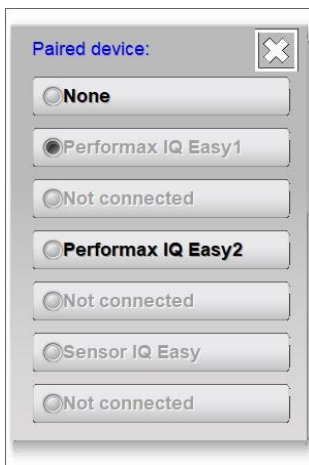 Paired device:
None
Performax IQ Easy1
Not connected
Performax IQ Easy2
Not connected
Sensor IQ Easy
Not connected